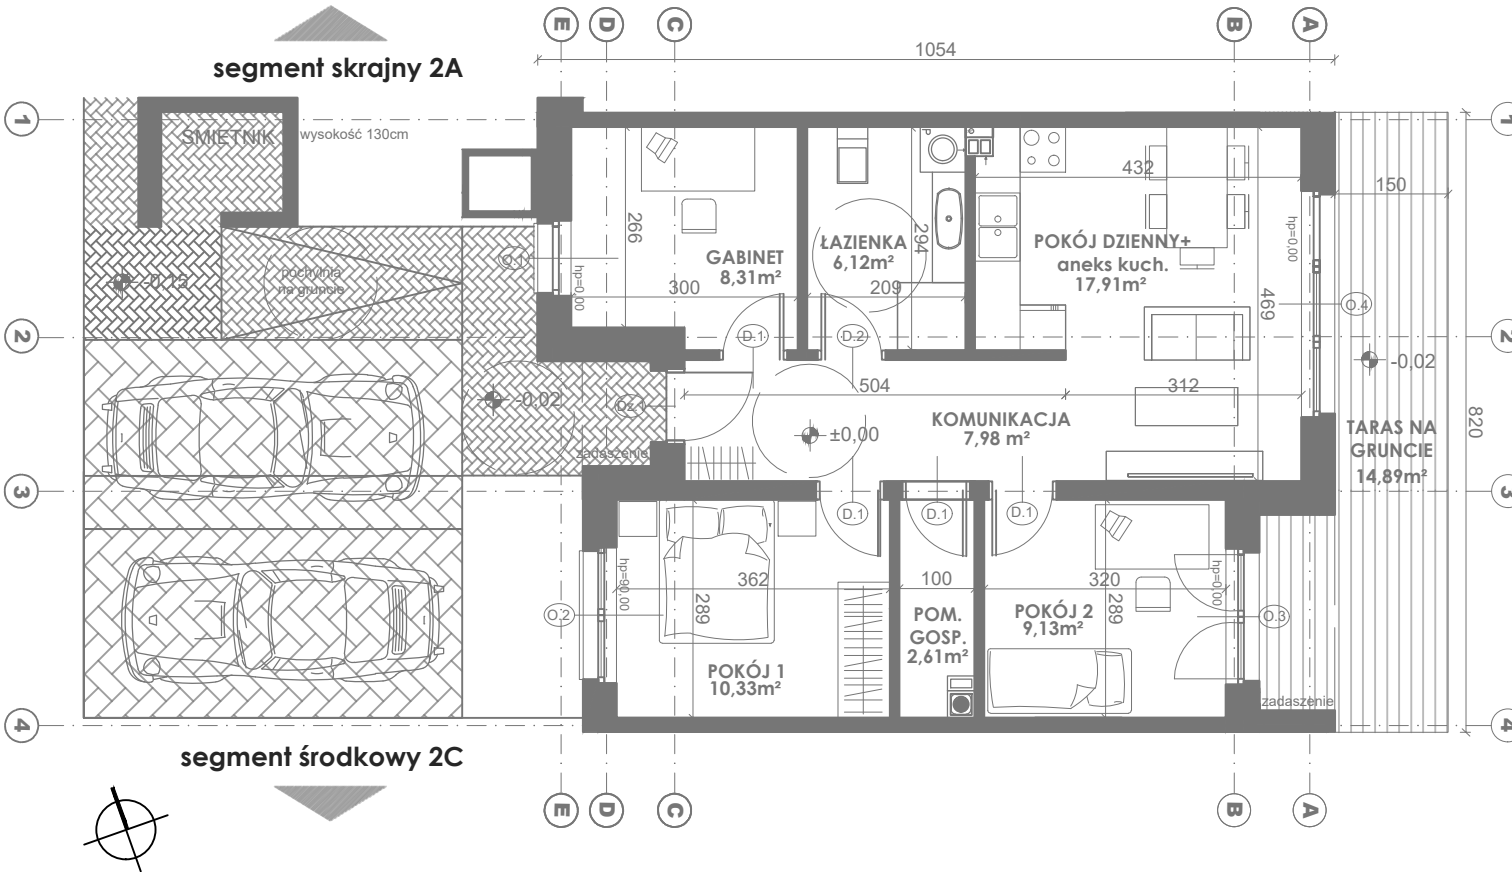 E
D
C
B
A
1054
segment skrajny 2A
1
1
ŚMIETNIK
wysokość 130cm
P
432
150
266
294
hp=0,00
GABINET
8,31m²
ŁAZIENKA
6,12m²
POKÓJ DZIENNY+
aneks kuch.
17,91m²
O.1
hp=0,00
-0,15
pochylnia
na gruncie
300
209
469
O.4
2
D.1
D.2
2
-0,02
504
312
-0,02
Dz.1
KOMUNIKACJA
7,98 m²
±0,00
820
TARAS NA
GRUNCIE
14,89m²
zadaszenie
3
3
D.1
D.1
D.1
hp=90,00
362
100
320
hp=0,00
289
289
O.2
POM.
GOSP.
2,61m²
POKÓJ 2
9,13m²
O.3
POKÓJ 1
10,33m²
zadaszenie
4
4
segment środkowy 2C
E
D
C
B
A